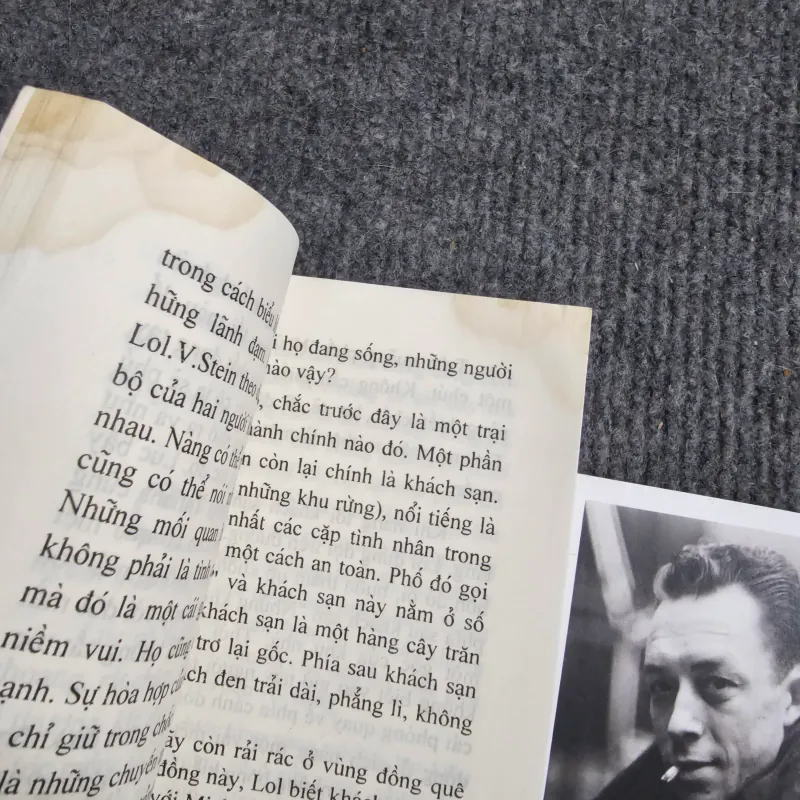 trong cách biểu
hững lãnh đạm
Lol.V.Stein theo
bộ của hai người
nhau. Nàng có thể
cũng có thể nói
Những mối quan
không phải là tình
mà đó là một cái
niềm vui. Họ cũng
ạnh. Sự hòa hợp
chỉ giữ trong
là những chuyến
i họ đang sống, những người
nào vậy?
, chắc trước đây là một trại
hành chính nào đó. Một phần
n còn lại chính là khách sạn.
những khu rừng), nổi tiếng là
nhất các cặp tình nhân trong
một cách an toàn. Phố đó gọi
và khách sạn này nằm ở số
khách sạn là một hàng cây trăn
trơ lại gốc. Phía sau khách sạn
ch đen trải dài, phẳng lì, không
ãy còn rải rác ở vùng đồng quê
đồng này, Lol biết
với